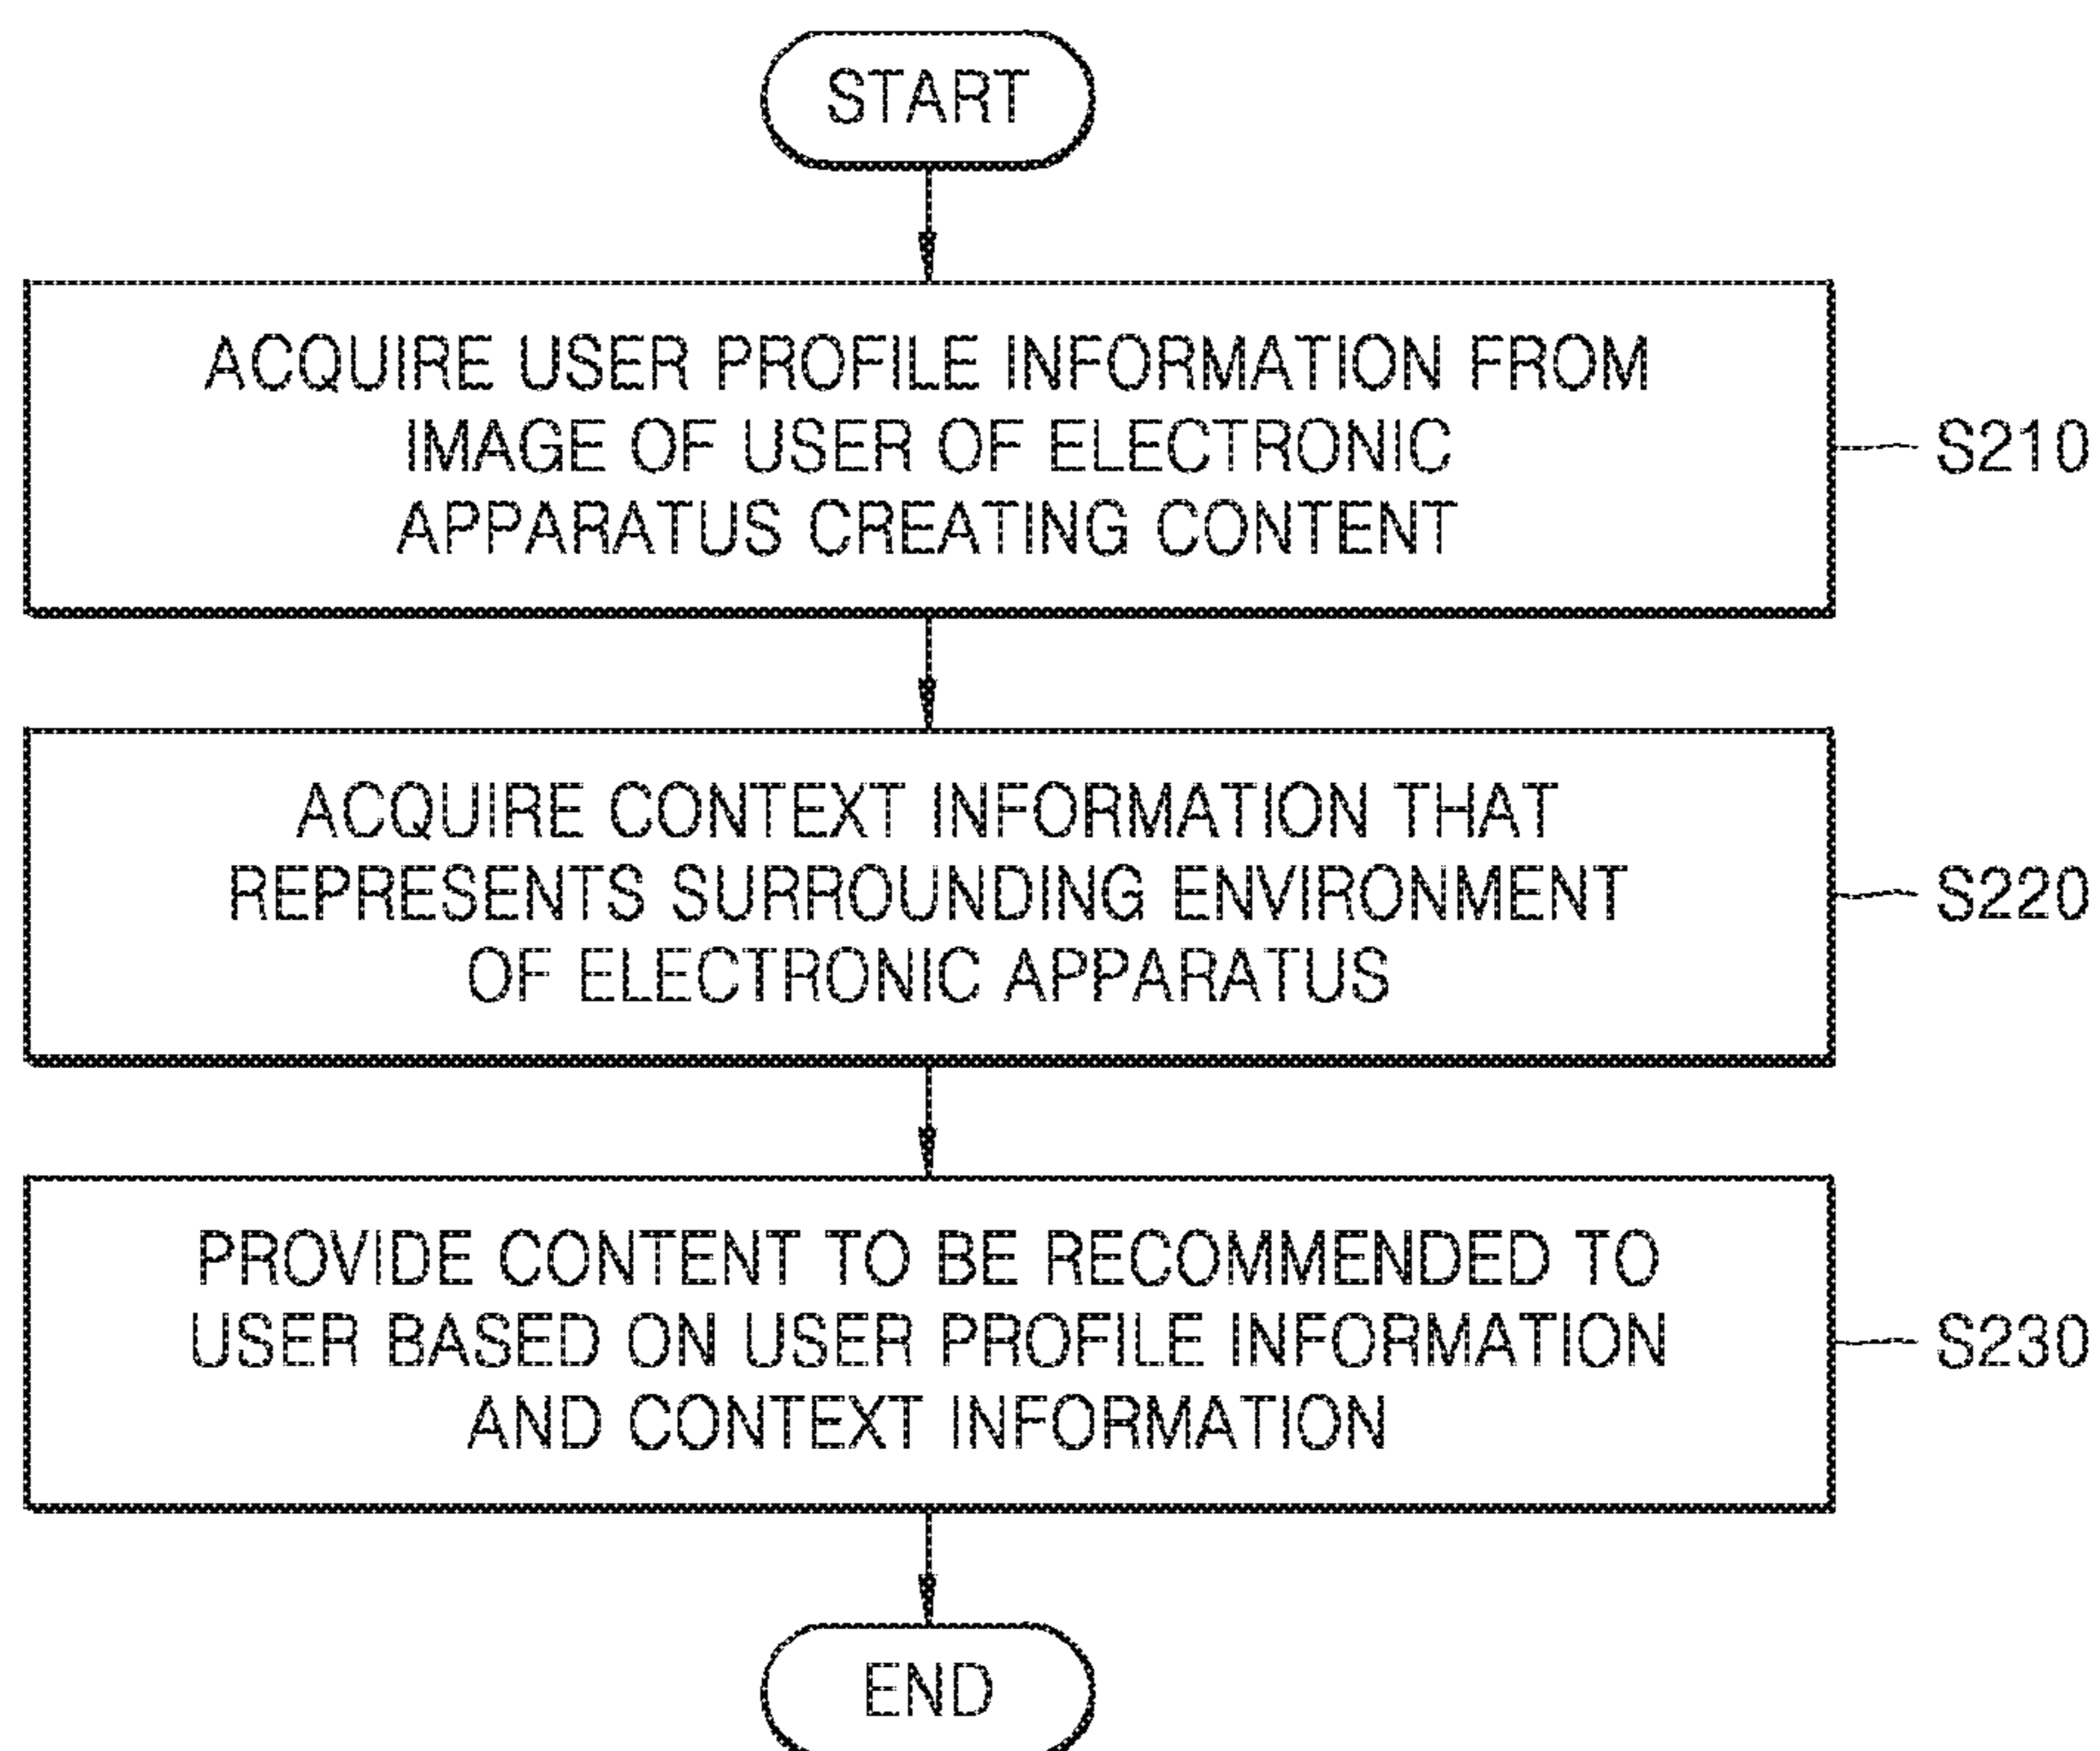 START
ACQUIRE USER PROFILE INFORMATION FROM
IMAGE OF USER OF ELECTRONIC
APPARATUS CREATING CONTENT
S210
ACQUIRE CONTEXT INFORMATION THAT
REPRESENTS SURROUNDING ENVIRONMENT
OF ELECTRONIC APPARATUS
S220
PROVIDE CONTENT TO BE RECOMMENDED TO
USER BASED ON USER PROFILE INFORMATION
AND CONTEXT INFORMATION
S230
END